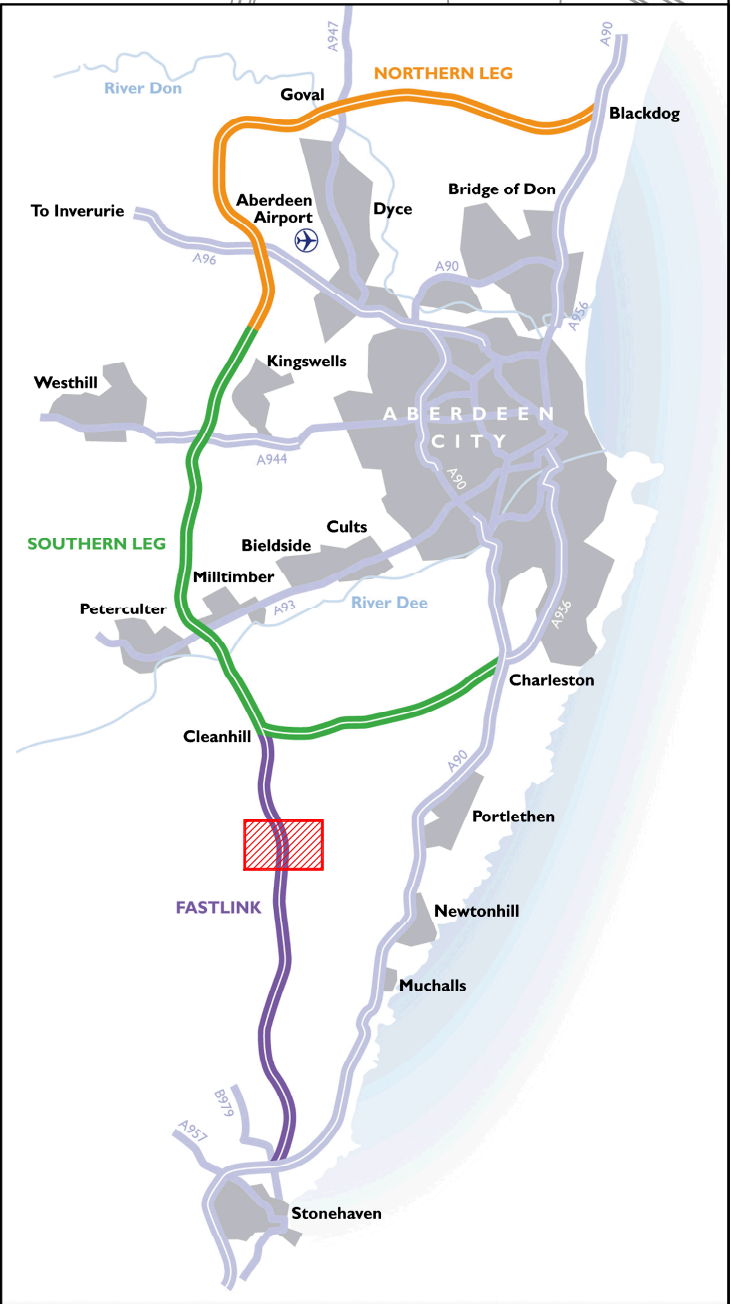 A947
A90
NORTHERN LEG
River Don
Goval
Blackdog
Bridge of Don
Aberdeen
Airport
To Inverurie
Dyce
A96
A90
A956
Kingswells
Westhill
ABERDEEN
CITY
A944
A90
SOUTHERN LEG
Cults
Bieldside
Milltimber
Peterculter
A93
River Dee
A956
Charleston
Cleanhill
A90
Portlethen
FASTLINK
Newtonhill
Muchalls
B979
A957
Stonehaven